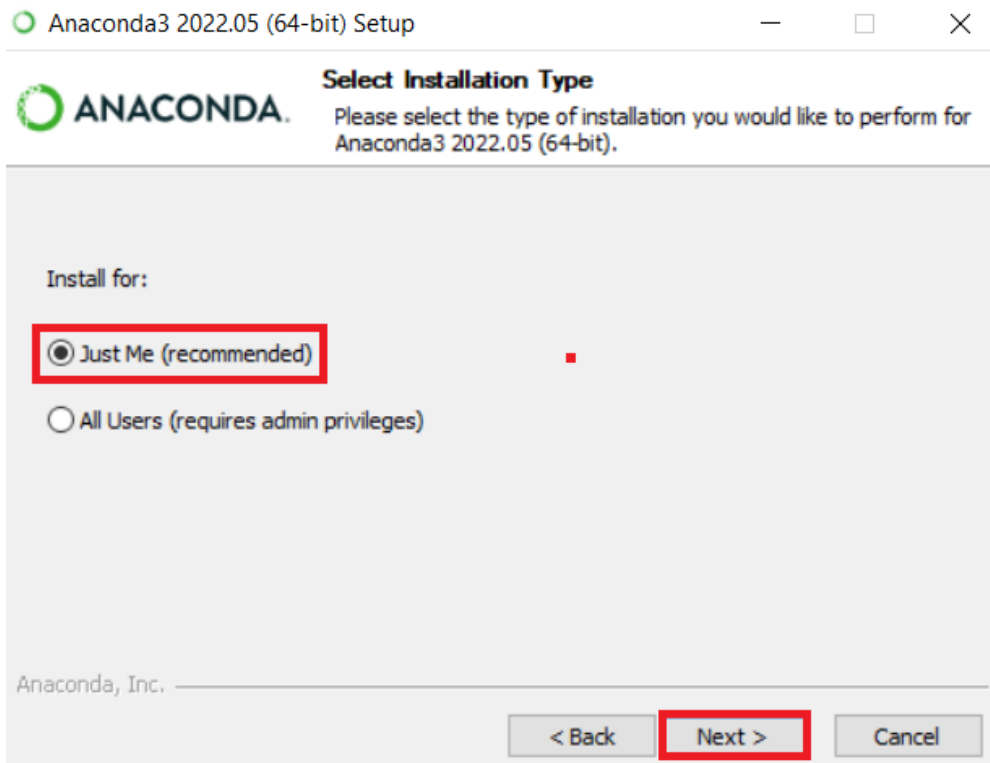 Anaconda3 2022.05 (64-bit) Setup
ANACONDA.
Select Installation Type
Please select the type of installation you would like to perform for
Anaconda3 2022.05 (64-bit).
Install for:
Just Me (recommended)
All Users (requires admin privileges)
Anaconda, Inc.
< Back
Next >
Cancel